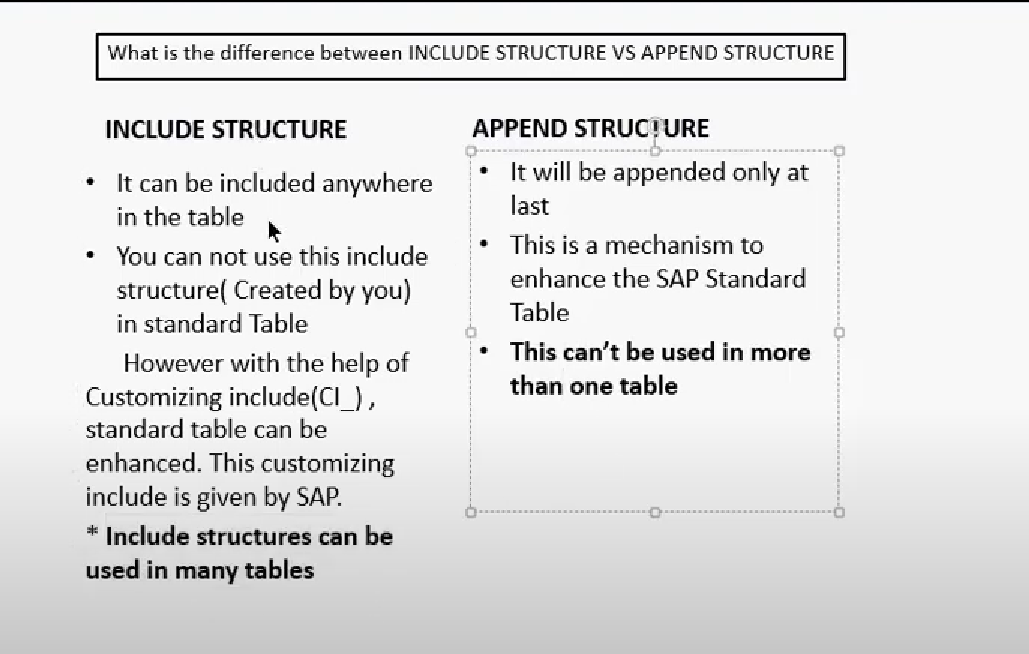 What is the difference between INCLUDE STRUCTURE VS APPEND STRUCTURE
INCLUDE STRUCTURE
• It can be included anywhere
in the table
• You can not use this include
structure( Created by you)
in standard Table
However with the help of
Customizing include(CI_) ,
standard table can be
enhanced. This customizing
include is given by SAP.
* Include structures can be
used in many tables
APPEND STRUCTURE
• It will be appended only at
last
• This is a mechanism to
enhance the SAP Standard
Table
• This can’t be used in more
than one table